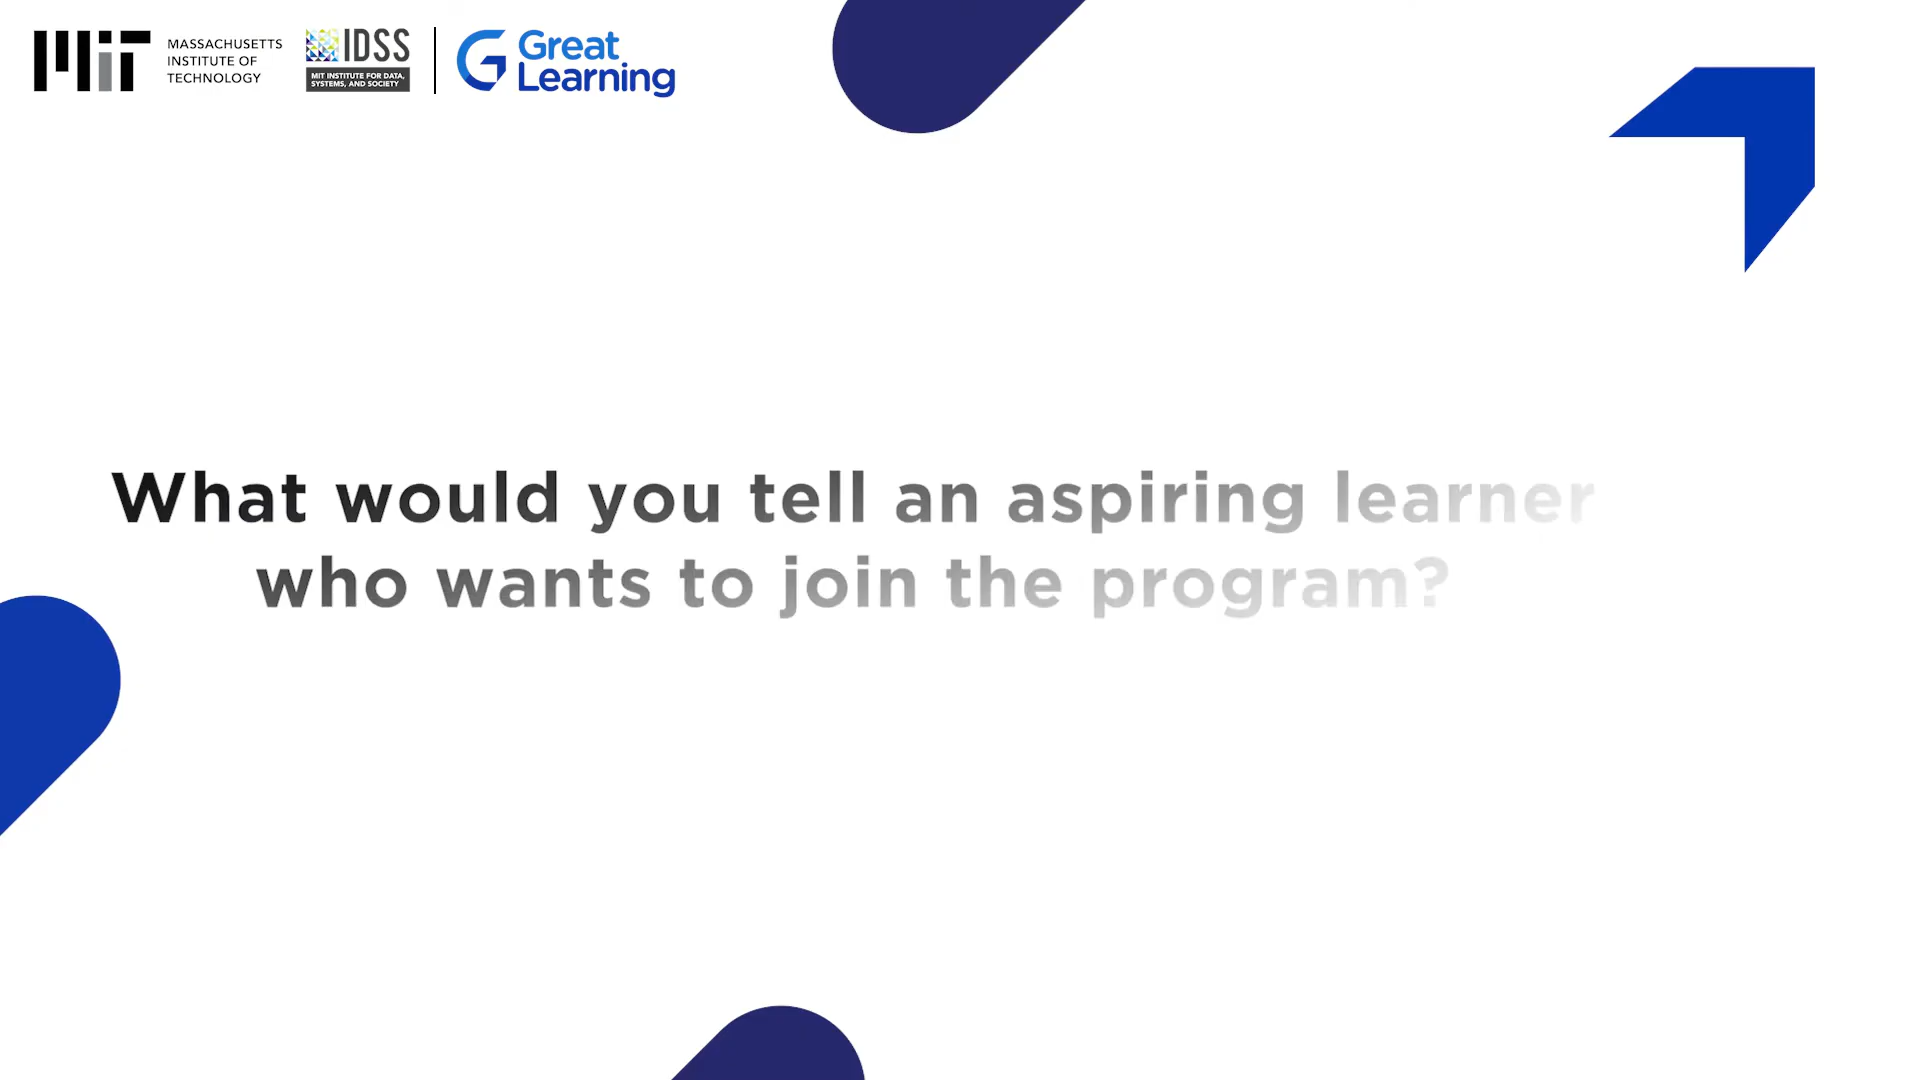 MIT
MASSACHUSETTS
INSTITUTE OF
TECHNOLOGY
IDSS
MIT INSTITUTE FOR DATA,
SYSTEMS, AND SOCIETY
Great
Learning
What would you tell an aspiring learner
who wants to join the program?